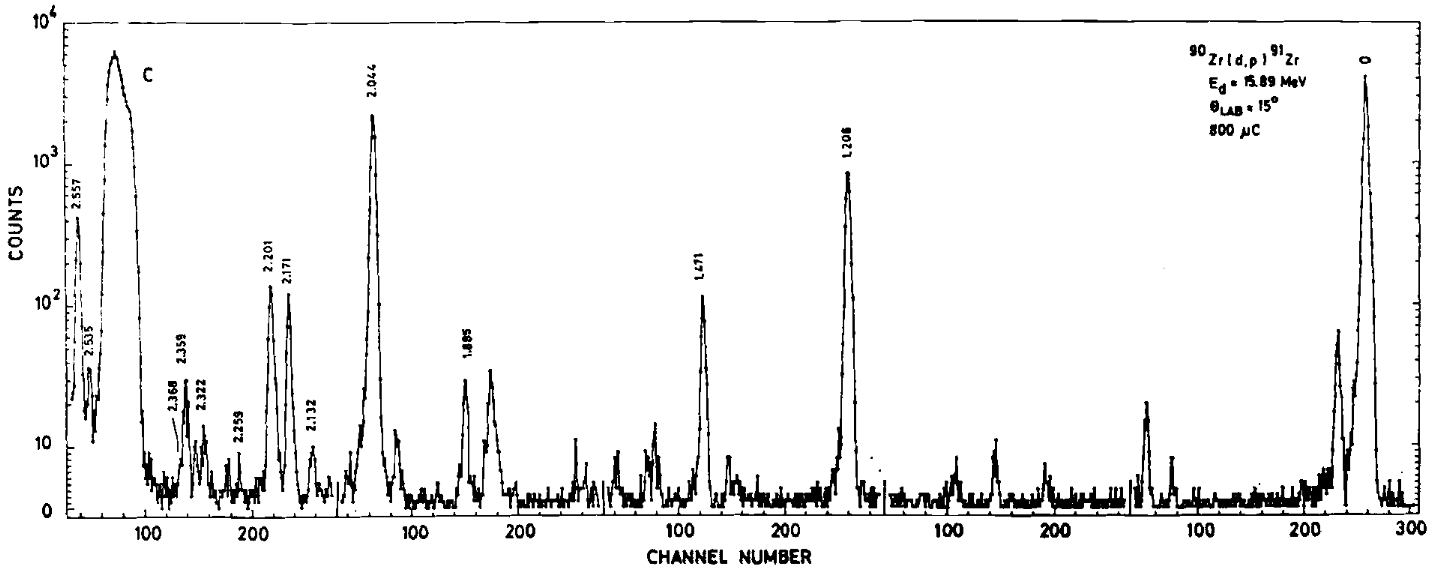 10⁴
10³
10²
10
0
COUNTS
2.557
2.535
C
2.368
2.359
2.322
2.259
2.201
2.171
2.132
2.044
1.885
1.471
1.206
0
⁹⁰Zr(d,p)⁹¹Zr
E_d = 15.89 MeV
Θ_LAB = 15°
800 µC
100 200 100 200 100 200 100 200 100 200 300
CHANNEL NUMBER